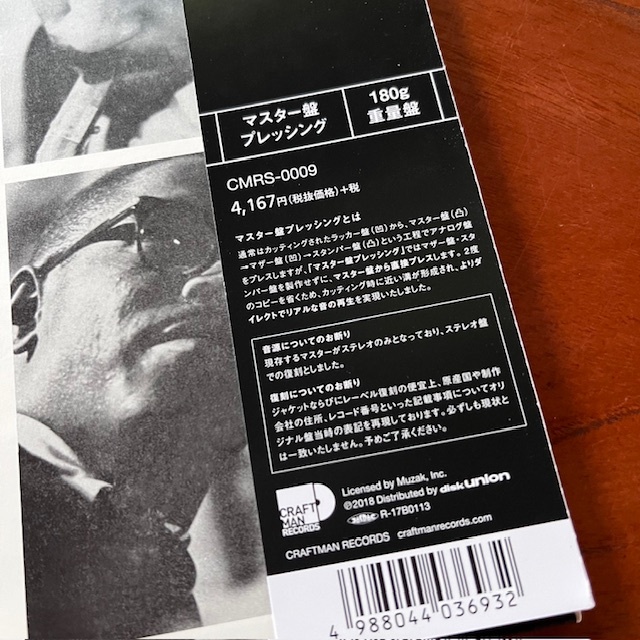 マスター盤
プレッシング
180g
重量盤
CMRS-0009
4,167円(税抜価格)+税
マスター盤プレッシングとは
通常はカッティングされたラッカー盤(凹)から、マスター盤(凸)
⇒マザー盤(凹)→スタンパー盤(凸)という工程でアナログ盤
をプレスしますが、「マスター盤プレッシング」ではマザー盤・スタ
ンパー盤を製作せずに、マスター盤から直接プレスします。2度
のコピーを省くため、カッティング時に近い溝が形成され、よりダ
イレクトでリアルな音の再生を実現いたしました。
音源についてのお断り
現存するマスターがステレオのみとなっており、ステレオ盤
での復刻としました。
復刻についてのお断り
ジャケットならびにレーベル復刻の便宜上、原産国や制作
会社の住所、レコード番号といった記載事項についてオリ
ジナル盤当時の表記を再現しております。必ずしも現状と
は一致いたしません。予めご了承ください。
CRAFT
MAN
RECORDS
Licensed by Muzak, Inc.
©2018 Distributed by diskunion
R-17B0113
CRAFTMAN RECORDS craftmanrecords.com
4 988044 036932